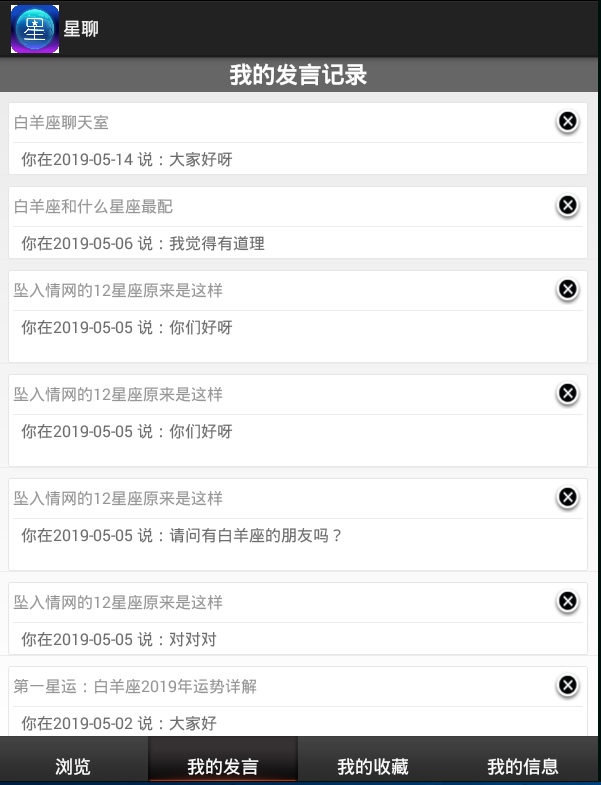 星
星聊
我的发言记录
白羊座聊天室
你在2019-05-14 说：大家好呀
白羊座和什么星座最配
你在2019-05-06 说：我觉得有道理
坠入情网的12星座原来是这样
你在2019-05-05 说：你们好呀
坠入情网的12星座原来是这样
你在2019-05-05 说：你们好呀
坠入情网的12星座原来是这样
你在2019-05-05 说：请问有白羊座的朋友吗？
坠入情网的12星座原来是这样
你在2019-05-05 说：对对对
第一星运：白羊座2019年运势详解
你在2019-05-02 说：大家好
浏览 我的发言 我的收藏 我的信息